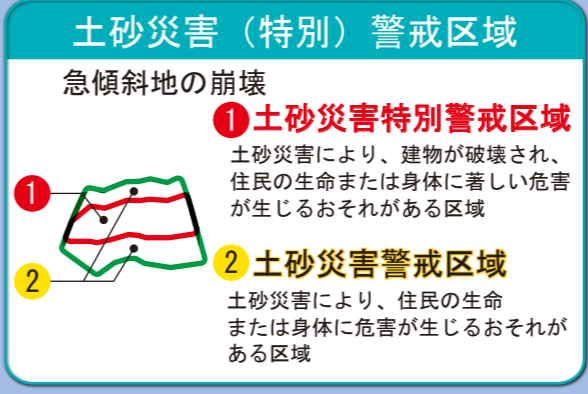 土砂災害（特別）警戒区域
急傾斜地の崩壊
1 土砂災害特別警戒区域
土砂災害により、建物が破壊され、
住民の生命または身体に著しい危害
が生じるおそれがある区域
1
2 土砂災害警戒区域
2
土砂災害により、住民の生命
または身体に危害が生じるおそれが
ある区域